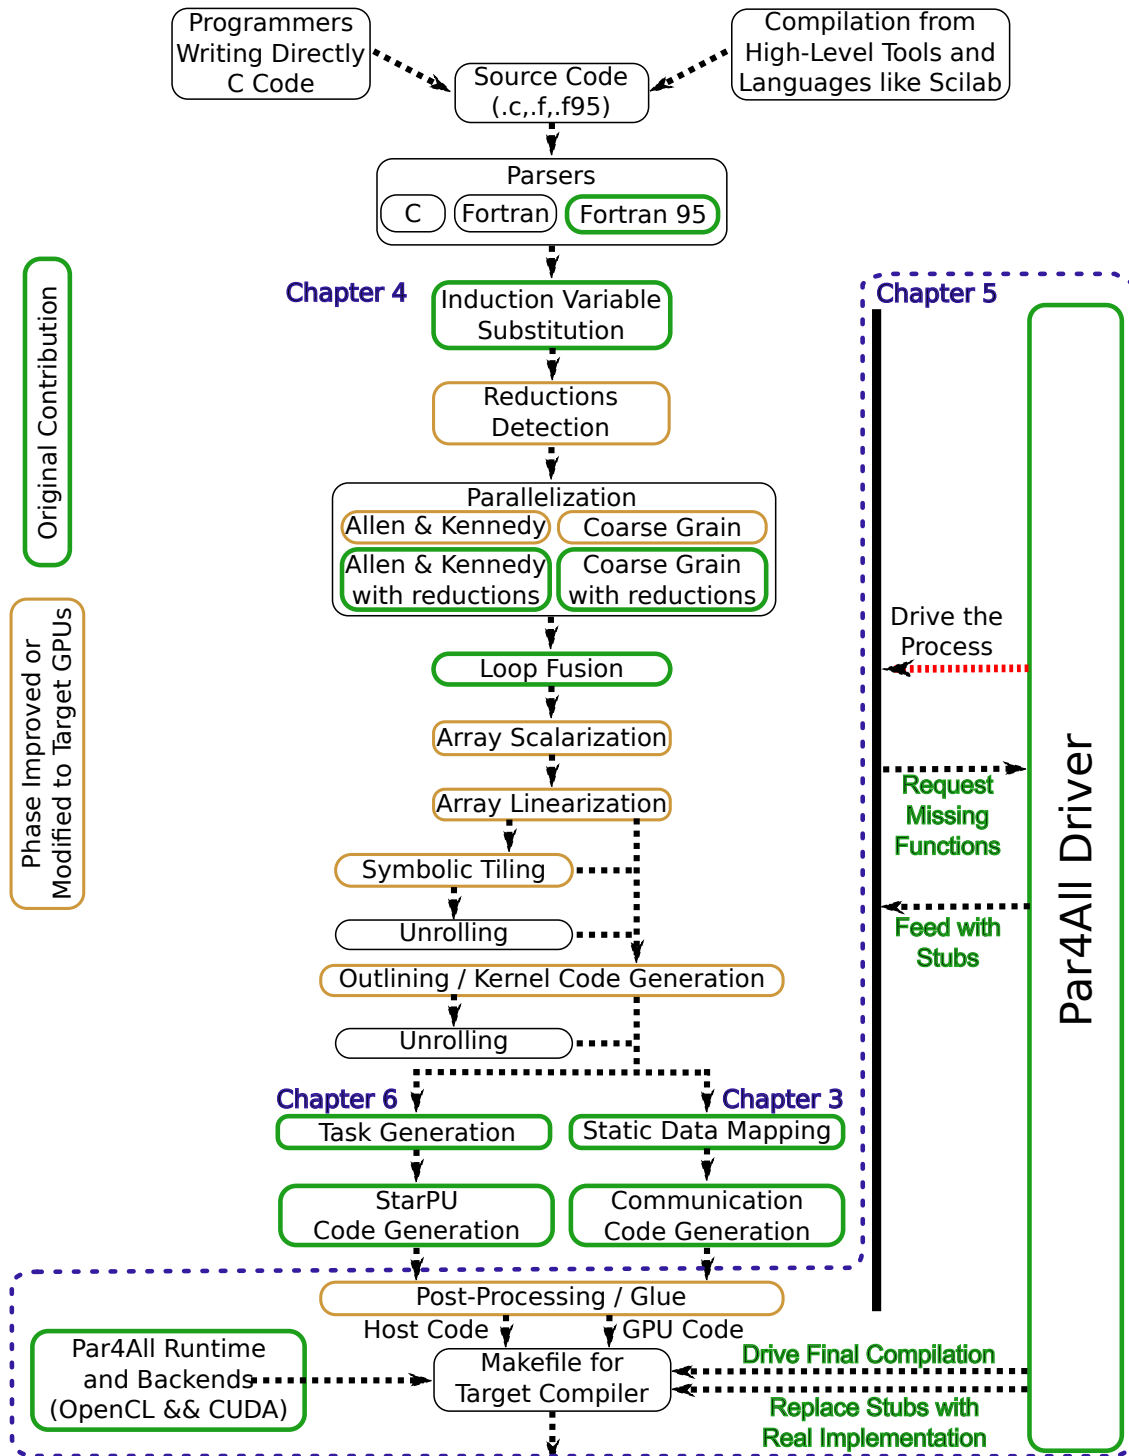 Programmers
Writing Directly
C Code
Compilation from
High-Level Tools and
Languages like Scilab
Source Code
(.c,.f,.f95)
Parsers
C
Fortran
Fortran 95
Chapter 4
Induction Variable
Substitution
Reductions
Detection
Parallelization
Allen & Kennedy
Coarse Grain
Allen & Kennedy
with reductions
Coarse Grain
with reductions
Loop Fusion
Array Scalarization
Array Linearization
Symbolic Tiling
Unrolling
Outlining / Kernel Code Generation
Unrolling
Chapter 6
Chapter 3
Task Generation
Static Data Mapping
StarPU
Code Generation
Communication
Code Generation
Post-Processing / Glue
Host Code
GPU Code
Par4All Runtime
and Backends
(OpenCL && CUDA)
Makefile for
Target Compiler
Original Contribution
Phase Improved or
Modified to Target GPUs
Chapter 5
Drive the
Process
Request
Missing
Functions
Feed with
Stubs
Par4All Driver
Drive Final Compilation
Replace Stubs with
Real Implementation